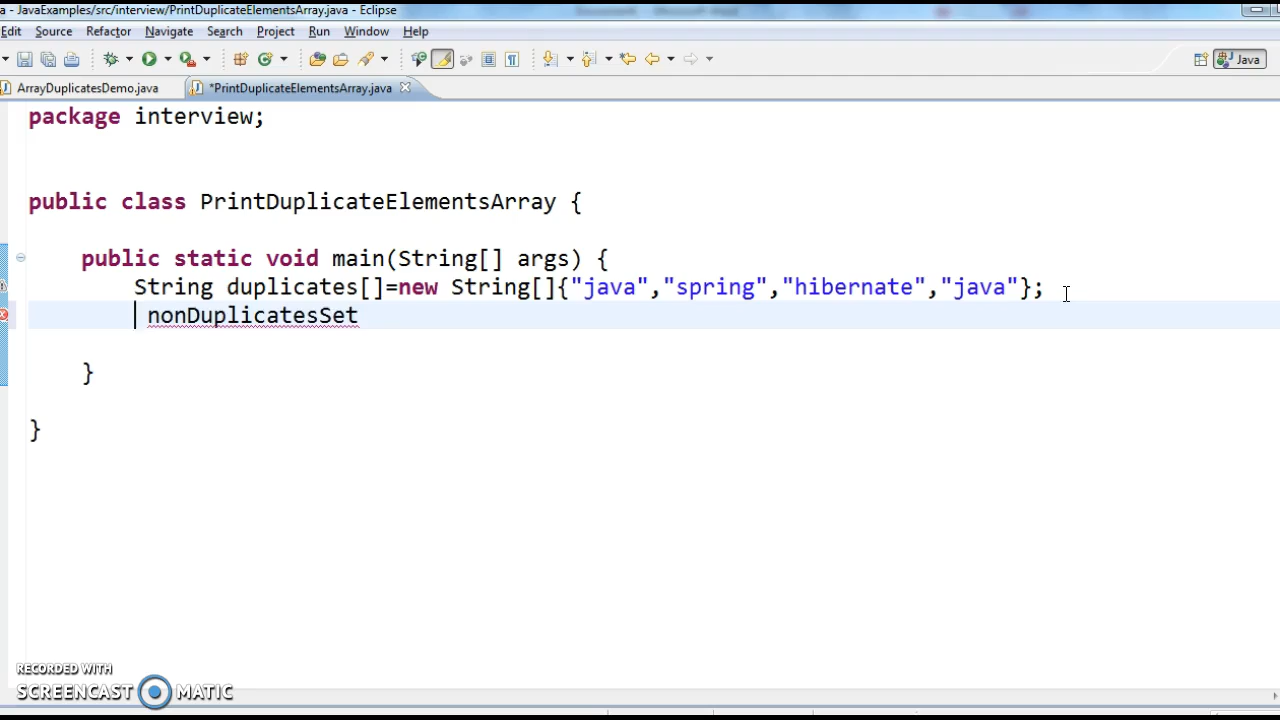 a - JavaExamples/src/interview/PrintDuplicateElementsArray.java - Eclipse
Edit Source Refactor Navigate Search Project Run Window Help
Java
ArrayDuplicatesDemo.java *PrintDuplicateElementsArray.java
package interview;
public class PrintDuplicateElementsArray {
public static void main(String[] args) {
String duplicates[]=new String[]{"java","spring","hibernate","java"};
nonDuplicatesSet
}
}
RECORDED WITH
SCREENCAST MATIC